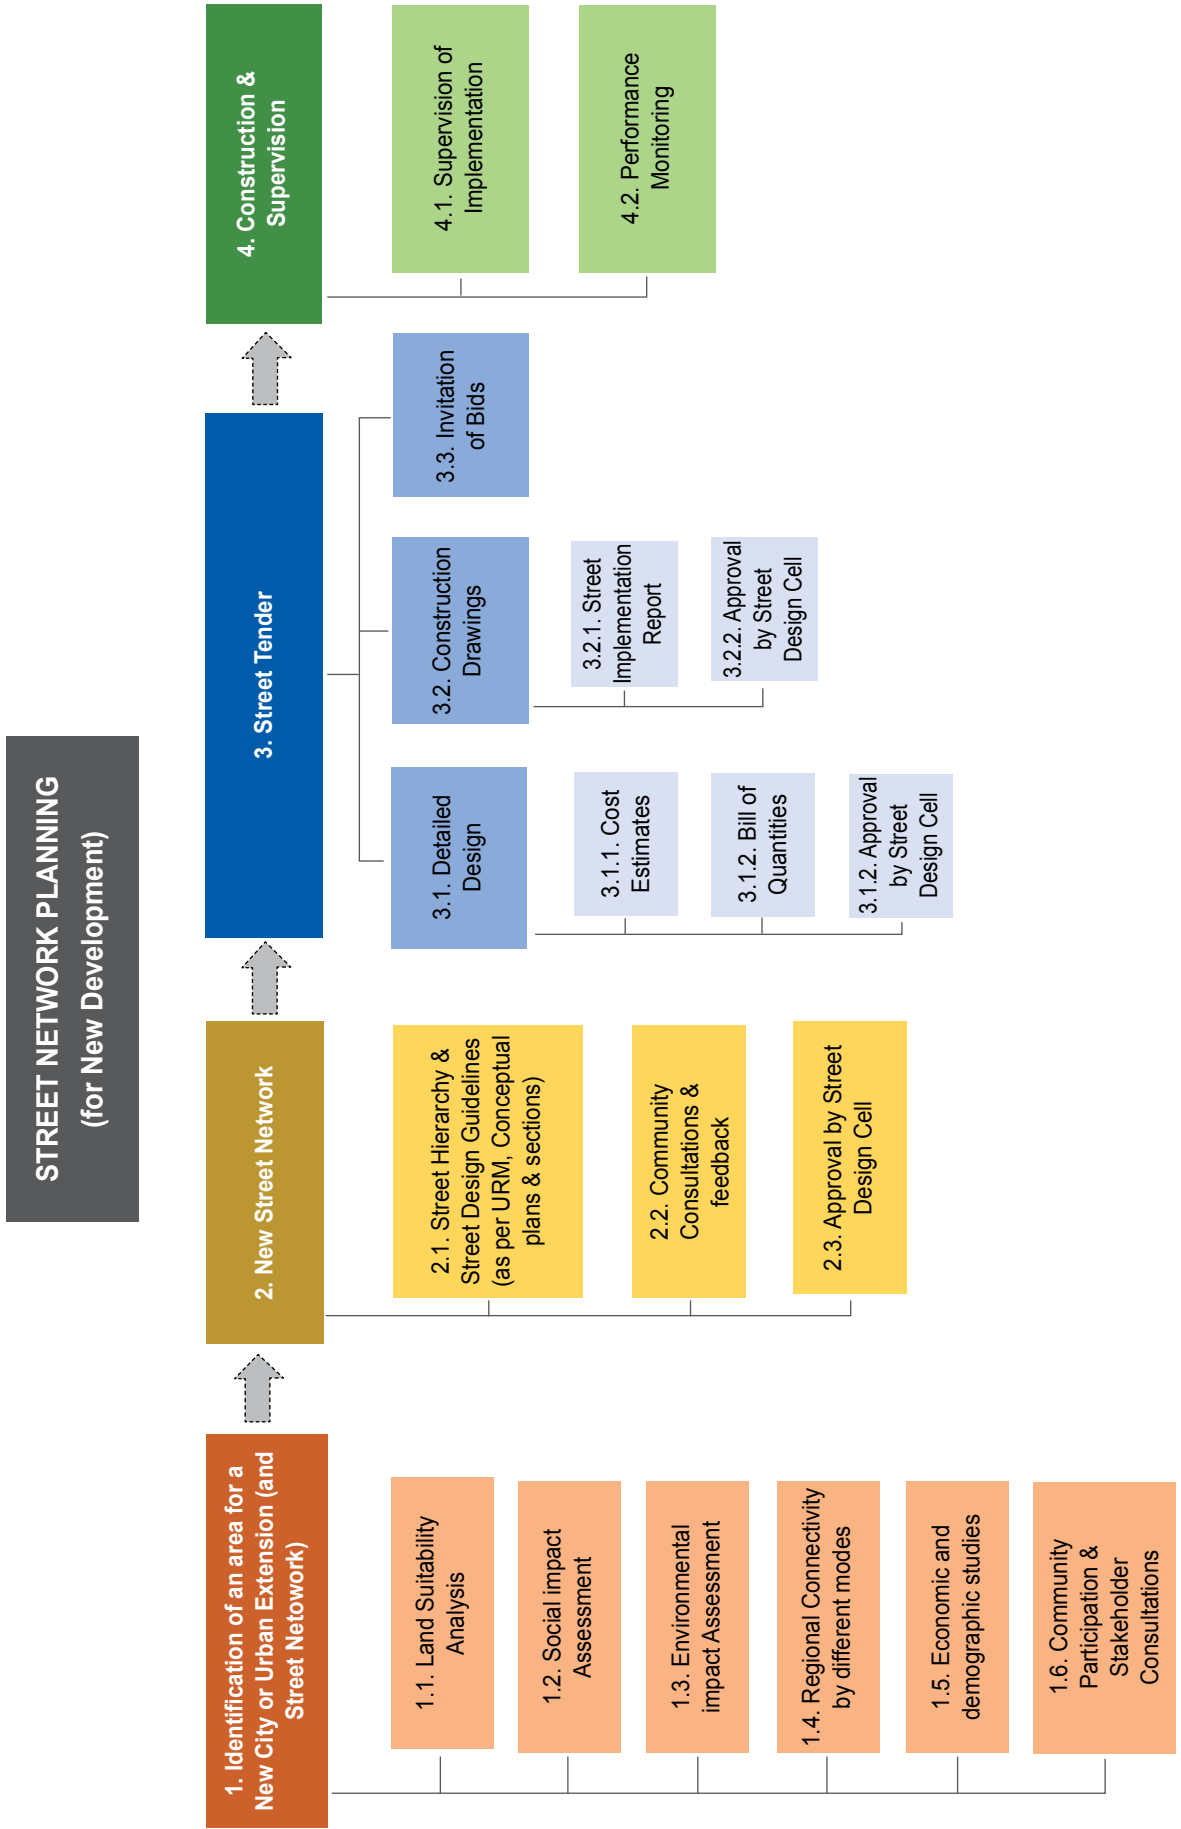 STREET NETWORK PLANNING
(for New Development)
1. Identification of an area for a
New City or Urban Extension (and
Street Netowork)
1.1. Land Suitability
Analysis
1.2. Social impact
Assessment
1.3. Environmental
impact Assessment
1.4. Regional Connectivity
by different modes
1.5. Economic and
demographic studies
1.6. Community
Participation &
Stakeholder
Consultations
2. New Street Network
2.1. Street Hierarchy &
Street Design Guidelines
(as per URM, Conceptual
plans & sections)
2.2. Community
Consultations &
feedback
2.3. Approval by Street
Design Cell
3. Street Tender
3.1. Detailed
Design
3.1.1. Cost
Estimates
3.1.2. Bill of
Quantities
3.1.2. Approval
by Street
Design Cell
3.2. Construction
Drawings
3.2.1. Street
Implementation
Report
3.2.2. Approval
by Street
Design Cell
3.3. Invitation
of Bids
4. Construction &
Supervision
4.1. Supervision of
Implementation
4.2. Performance
Monitoring